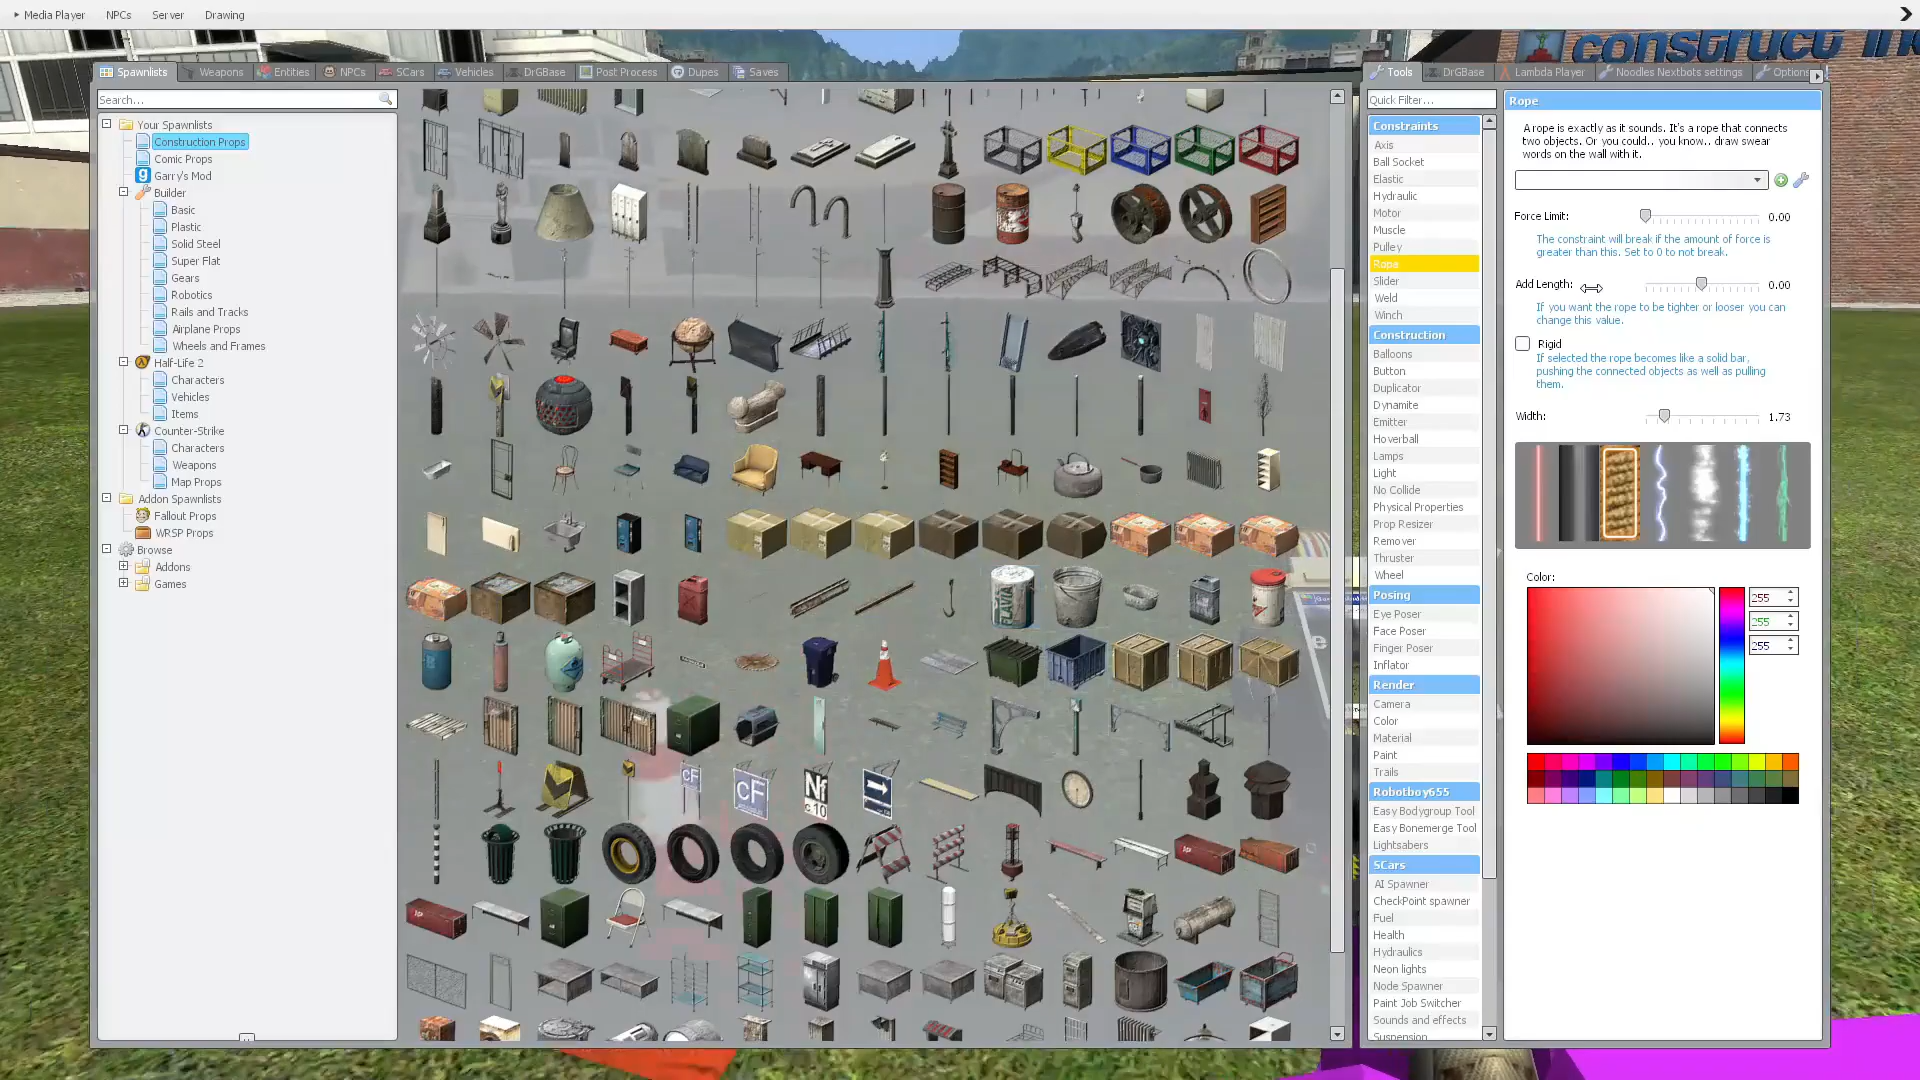 Media Player
NPCs
Server
Drawing
construct
Spawnlists
Weapons
Entities
NPCs
SCars
Vehicles
DrGBase
Post Process
Dupes
Saves
Search...
Your Spawnlists
Construction Props
Comic Props
Garry's Mod
Builder
Basic
Plastic
Solid Steel
Super Flat
Gears
Robotics
Rails and Tracks
Airplane Props
Wheels and Frames
Half-Life 2
Characters
Vehicles
Items
Counter-Strike
Characters
Weapons
Map Props
Addon Spawnlists
Fallout Props
WRSP Props
Browse
Addons
Games
cF
cF
Nf
c 10
Tools
DrGBase
Lambda Player
Noodles Nextbots settings
Options
Quick Filter...
Constraints
Axis
Ball Socket
Elastic
Hydraulic
Motor
Muscle
Pulley
Rope
Slider
Weld
Winch
Construction
Balloons
Button
Duplicator
Dynamite
Emitter
Hoverball
Lamps
Light
No Collide
Physical Properties
Prop Resizer
Remover
Thruster
Wheel
Posing
Eye Poser
Face Poser
Finger Poser
Inflator
Render
Camera
Color
Material
Paint
Trails
Robotboy655
Easy Bodygroup Tool
Easy Bonemerge Tool
Lightsabers
SCars
AI Spawner
CheckPoint spawner
Fuel
Health
Hydraulics
Neon lights
Node Spawner
Paint Job Switcher
Sounds and effects
Suspension
Rope
A rope is exactly as it sounds. It's a rope that connects
two objects. Or you could.. you know.. draw swear
words on the wall with it.
Force Limit: 0.00
The constraint will break if the amount of force is
greater than this. Set to 0 to not break.
Add Length: 0.00
If you want the rope to be tighter or looser you can
change this value.
Rigid
If selected the rope becomes like a solid bar,
pushing the connected objects as well as pulling
them.
Width: 1.73
Color:
255
255
255